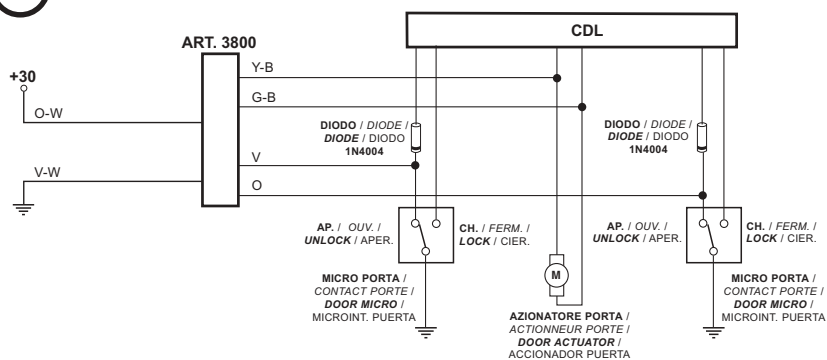 CDL
ART. 3800
+30
Y-B
G-B
O-W
V-W
V
O
DIODO / DIODE /
DIODE / DIODO
1N4004
DIODO / DIODE /
DIODE / DIODO
1N4004
AP. / OUV. /
UNLOCK / APER.
CH. / FERM. /
LOCK / CIER.
AP. / OUV. /
UNLOCK / APER.
CH. / FERM. /
LOCK / CIER.
M
MICRO PORTA /
CONTACT PORTE /
DOOR MICRO /
MICROINT. PUERTA
AZIONATORE PORTA /
ACTIONNEUR PORTE /
DOOR ACTUATOR /
ACCIONADOR PUERTA
MICRO PORTA /
CONTACT PORTE /
DOOR MICRO /
MICROINT. PUERTA